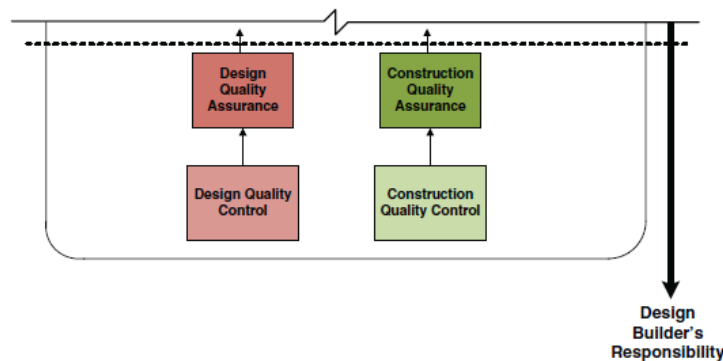 Design
Quality
Assurance
Construction
Quality
Assurance
Design Quality
Control
Construction
Quality Control
Design
Builder's
Responsibility